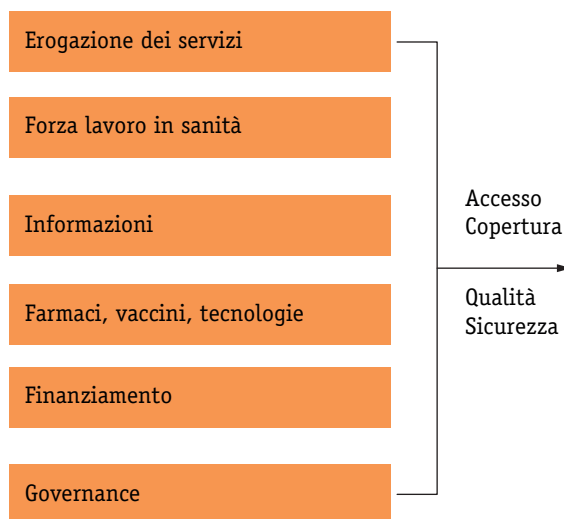 Erogazione dei servizi
Forza lavoro in sanità
Informazioni
Farmaci, vaccini, tecnologie
Finanziamento
Governance
Accesso
Copertura
Qualità
Sicurezza